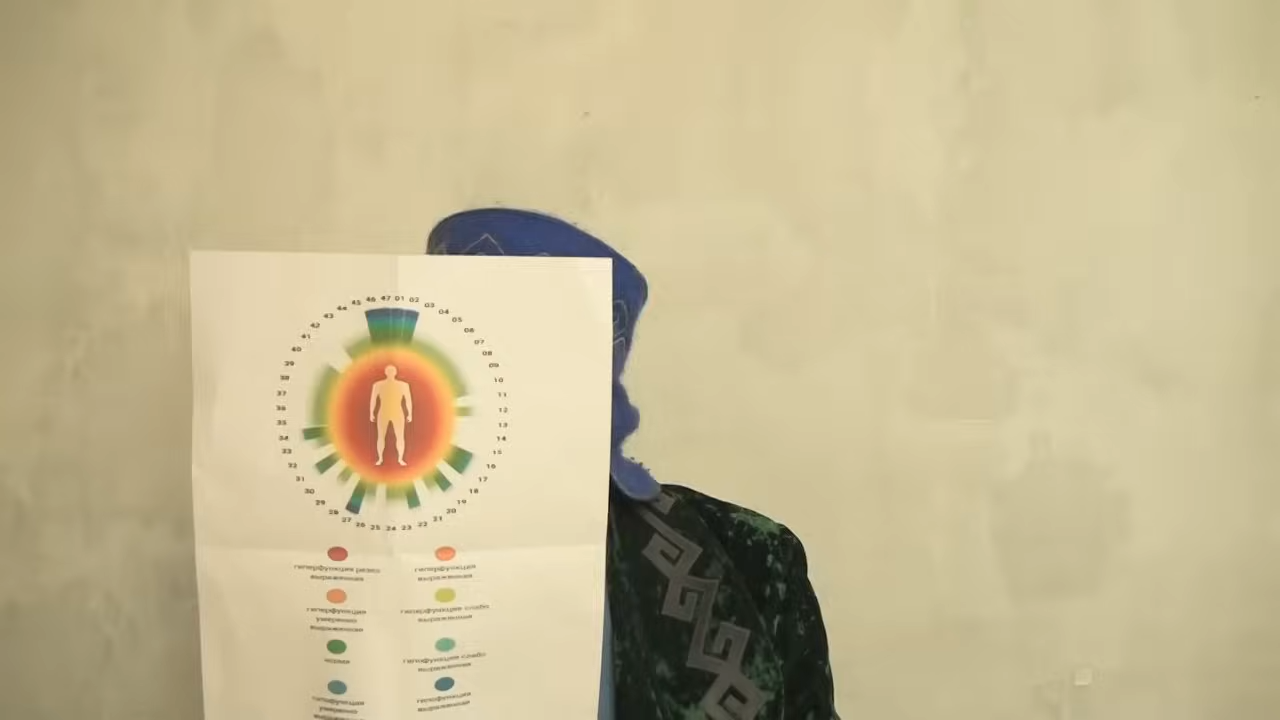 46 47 01 02
45 03
44 04
43 05
42 06
41 07
40 08
39 09
38 10
37 11
36 12
35 13
34 14
33 15
32 16
31 17
30 18
29 19
28 20
27 26 25 24 23 22 21
гиперфункция резко
выраженная
гиперфункция
выраженная
гиперфункция
умеренно
выраженная
гиперфункция слабо
выраженная
норма
гипофункция слабо
выраженная
гипофункция
умеренно
гипофункция
выраженная